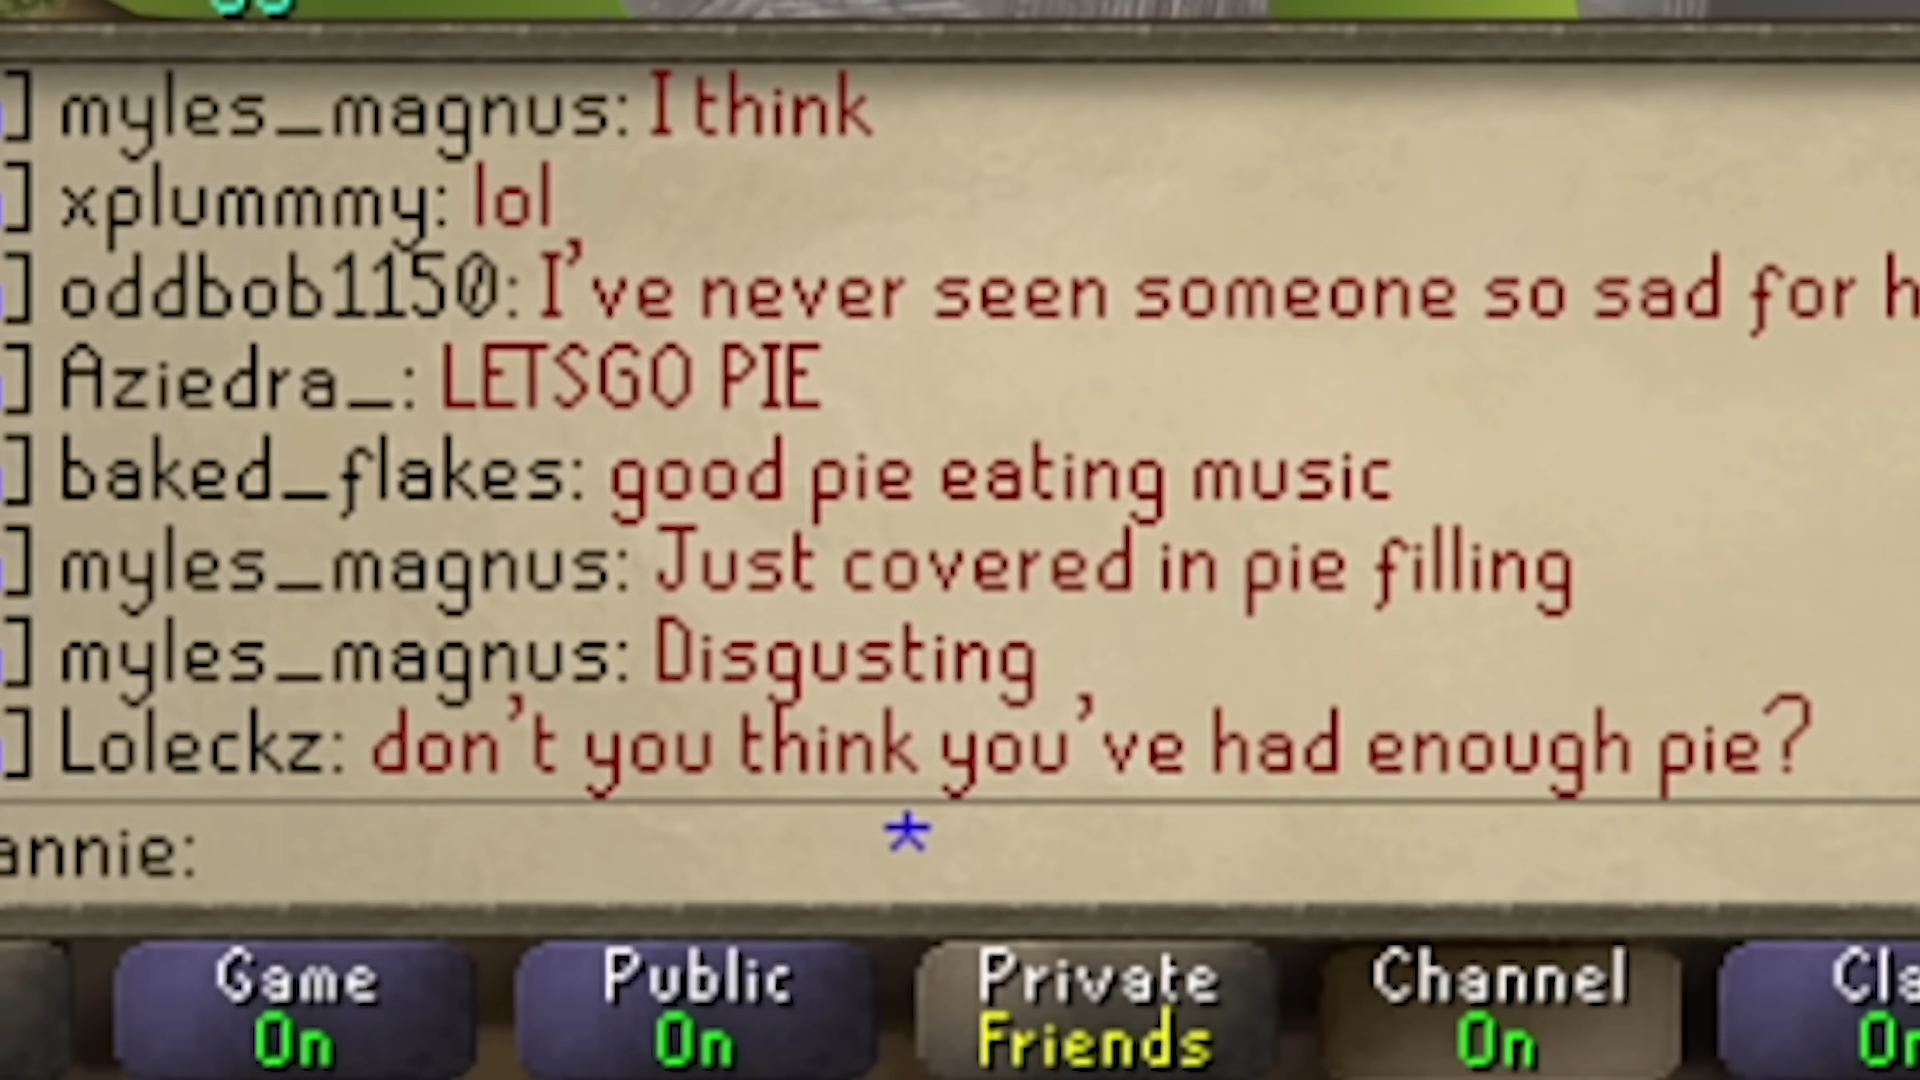 ] myles_magnus: I think
] xplummmy: lol
] oddbob1150: I've never seen someone so sad for h
] Aziedra_: LETSGO PIE
] baked_flakes: good pie eating music
] myles_magnus: Just covered in pie filling
] myles_magnus: Disgusting
] Loleckz: don't you think you've had enough pie?
annie: *
Game Public Private Channel Cla
On On Friends On On